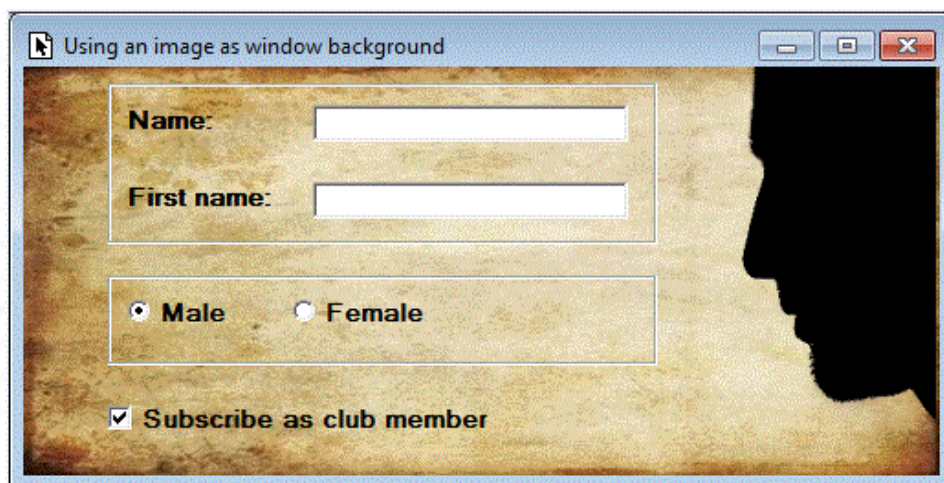 Using an image as window background
Name:
First name:
Male
Female
Subscribe as club member